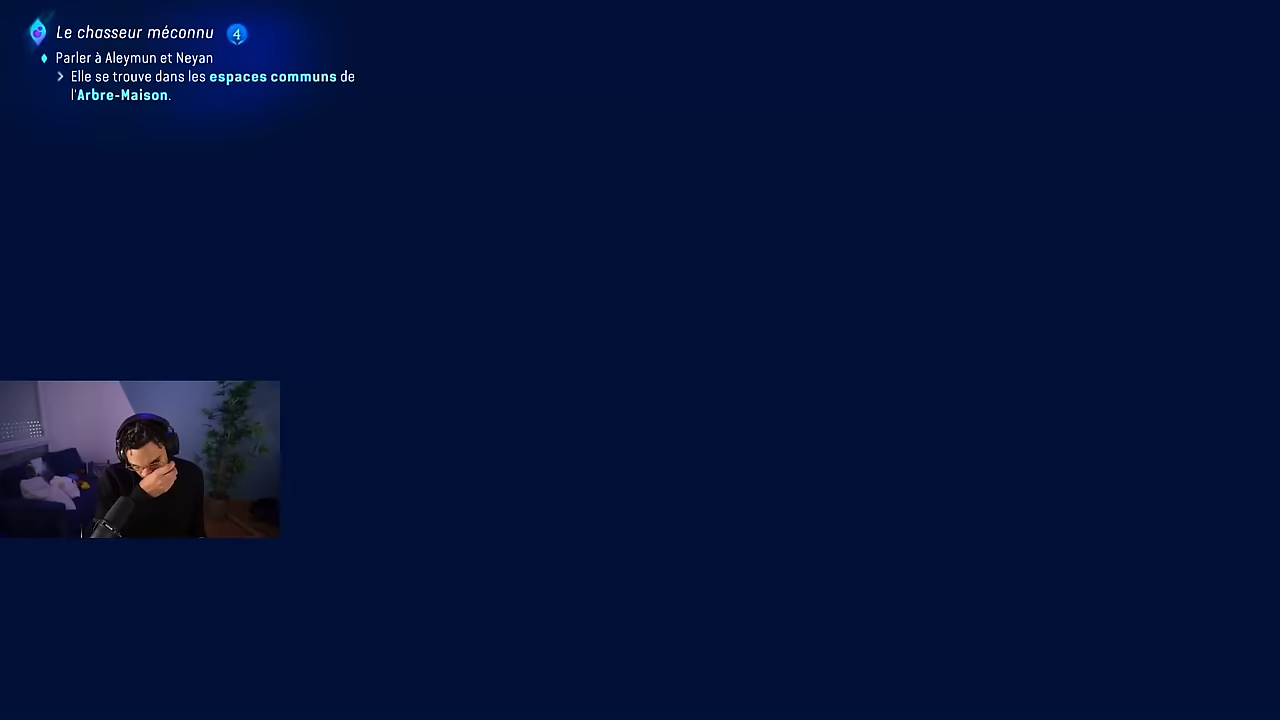 Le chasseur méconnu 4
Parler à Aleymun et Neyan
Elle se trouve dans les espaces communs de
l'Arbre-Maison.